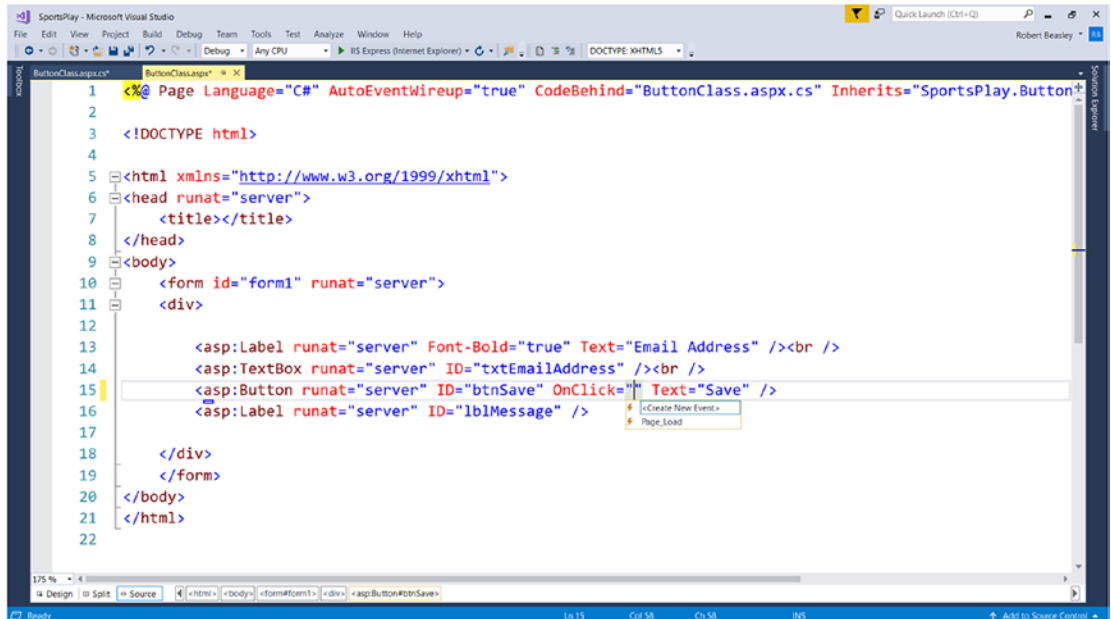 SportsPlay - Microsoft Visual Studio
Quick Launch (Ctrl+Q)
File Edit View Project Build Debug Team Tools Test Analyze Window Help
Robert Beasley
RB
Debug Any CPU IIS Express (Internet Explorer) DOCTYPE: XHTML5
Toolbox
ButtonClass.aspx.cs* ButtonClass.aspx*
Solution Explorer
1 <%@ Page Language="C#" AutoEventWireup="true" CodeBehind="ButtonClass.aspx.cs" Inherits="SportsPlay.Button
2
3 <!DOCTYPE html>
4
5 <html xmlns="http://www.w3.org/1999/xhtml">
6 <head runat="server">
7 <title></title>
8 </head>
9 <body>
10 <form id="form1" runat="server">
11 <div>
12
13 <asp:Label runat="server" Font-Bold="true" Text="Email Address" /><br />
14 <asp:TextBox runat="server" ID="txtEmailAddress" /><br />
15 <asp:Button runat="server" ID="btnSave" OnClick="" Text="Save" />
16 <asp:Label runat="server" ID="lblMessage" />
<Create New Event>
Page_Load
17
18 </div>
19 </form>
20 </body>
21 </html>
22
175 %
Design Split Source <html> <body> <form#form1> <div> <asp:Button#btnSave>
Ready Ln 15 Col 58 Ch 58 INS Add to Source Control